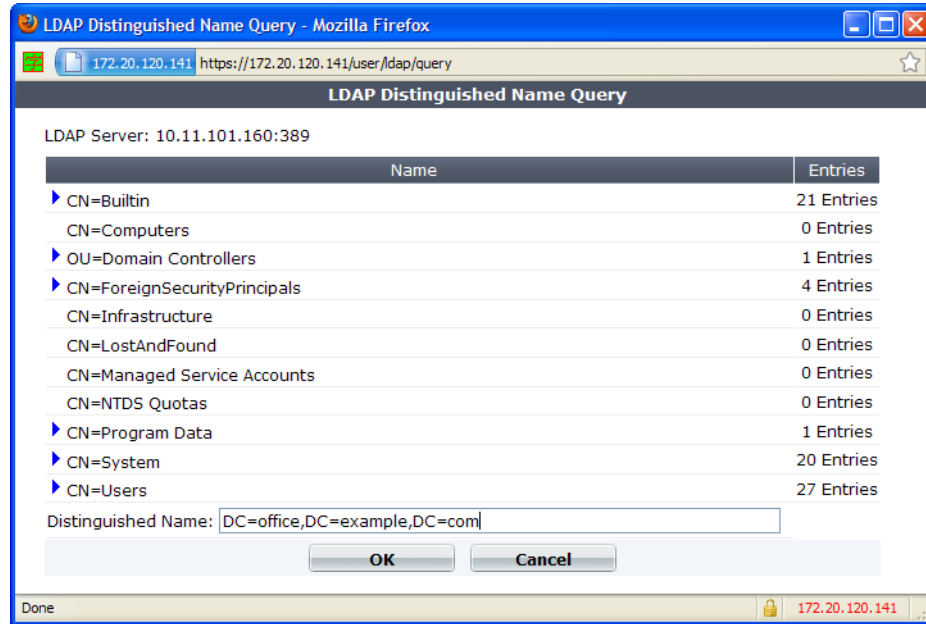 LDAP Distinguished Name Query - Mozilla Firefox
字 172.20.120.141 https://172.20.120.141/user/ldap/query
LDAP Distinguished Name Query
LDAP Server: 10.11.101.160:389
Name Entries
CN=Builtin 21 Entries
CN=Computers 0 Entries
OU=Domain Controllers 1 Entries
CN=ForeignSecurityPrincipals 4 Entries
CN=Infrastructure 0 Entries
CN=LostAndFound 0 Entries
CN=Managed Service Accounts 0 Entries
CN=NTDS Quotas 0 Entries
CN=Program Data 1 Entries
CN=System 20 Entries
CN=Users 27 Entries
Distinguished Name: DC=office,DC=example,DC=com
OK Cancel
Done 172.20.120.141